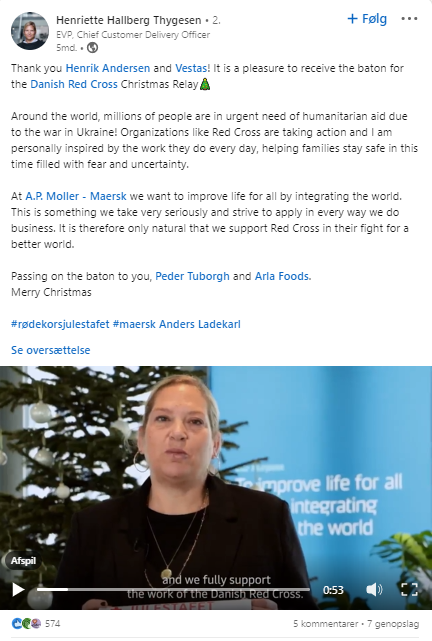 Henriette Hallberg Thygesen • 2.
+ Følg
EVP, Chief Customer Delivery Officer
5md. •
Thank you Henrik Andersen and Vestas! It is a pleasure to receive the baton for
the Danish Red Cross Christmas Relay🎄
Around the world, millions of people are in urgent need of humanitarian aid due
to the war in Ukraine! Organizations like Red Cross are taking action and I am
personally inspired by the work they do every day, helping families stay safe in this
time filled with fear and uncertainty.
At A.P. Moller - Maersk we want to improve life for all by integrating the world.
This is something we take very seriously and strive to apply in every way we do
business. It is therefore only natural that we support Red Cross in their fight for a
better world.
Passing on the baton to you, Peder Tuborgh and Arla Foods.
Merry Christmas
#rødekorsjulestafet #maersk Anders Ladekarl
Se oversættelse
To improve life for all
integrating
the world
Afspil
and we fully support
the work of the Danish Red Cross.
0:53
574
5 kommentarer • 7 genopslag